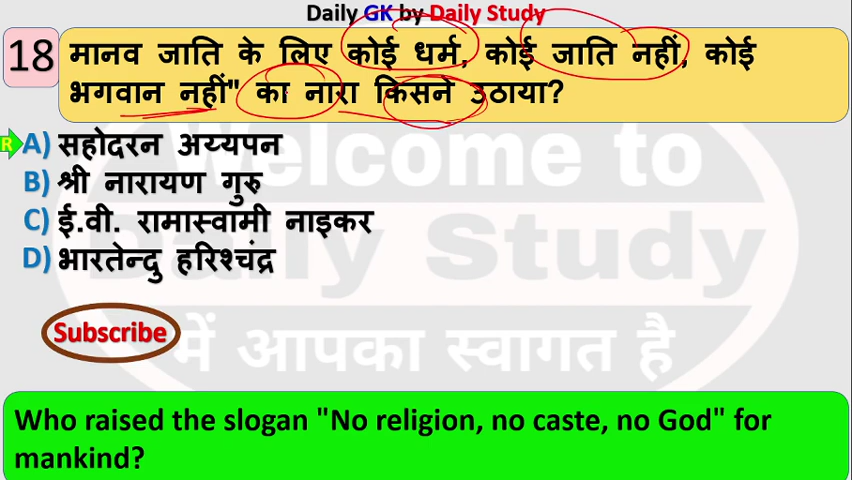 Daily GK by Daily Study
18 मानव जाति के लिए कोई धर्म, कोई जाति नहीं, कोई
भगवान नहीं" का नारा किसने उठाया?
R A) सहोदरन अय्यपन
B) श्री नारायण गुरु
C) ई.वी. रामास्वामी नाइकर
D) भारतेन्दु हरिश्चंद्र
Welcome to
Daily Study
में आपका स्वागत है
Subscribe
Who raised the slogan "No religion, no caste, no God" for
mankind?